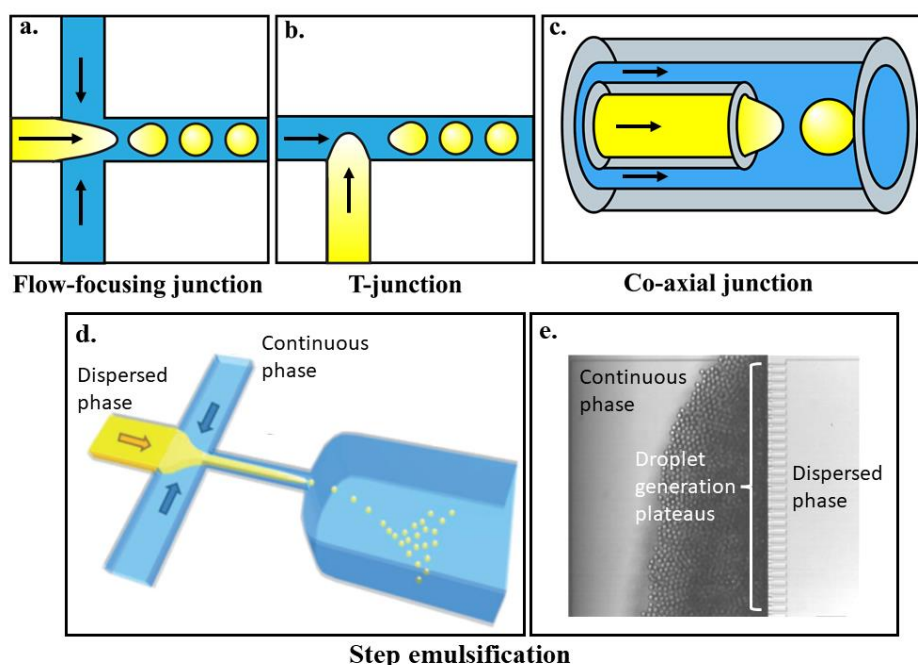 a.
b.
c.
Flow-focusing junction
T-junction
Co-axial junction
d.
Continuous
phase
Dispersed
phase
e.
Continuous
phase
Droplet
generation
plateaus
Dispersed
phase
Step emulsification